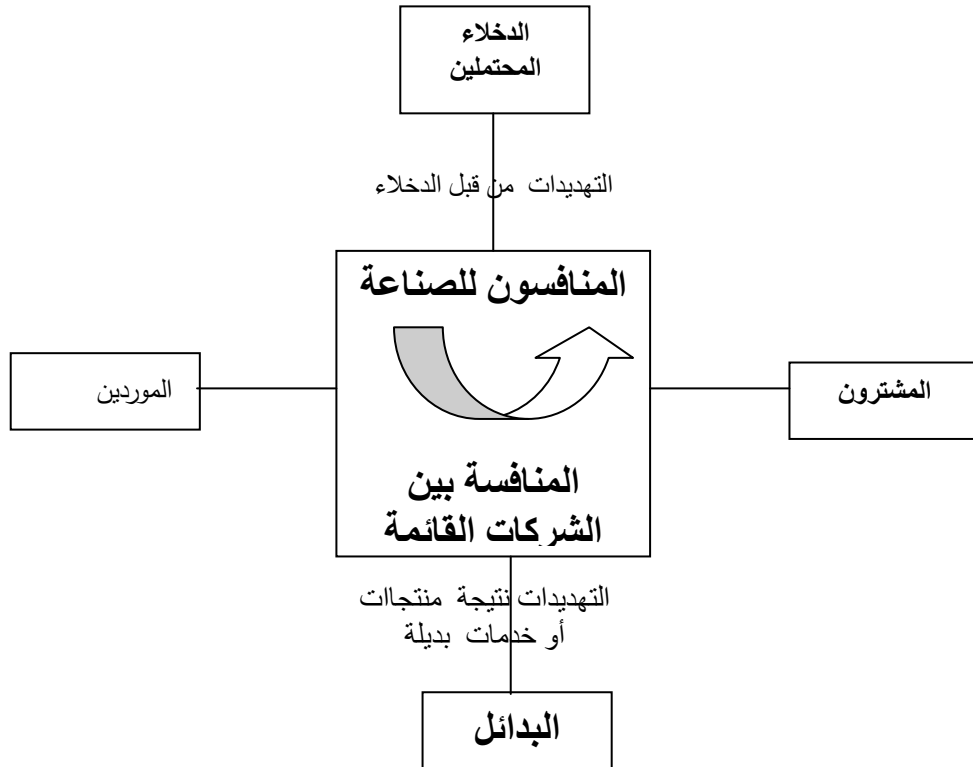 الدخلاء
المحتملين
التهديدات من قبل الدخلاء
المنافسون للصناعة
الموردين
المشترون
المنافسة بين
الشركات القائمة
التهديدات نتيجة منتجاات
أو خدمات بديلة
البدائل